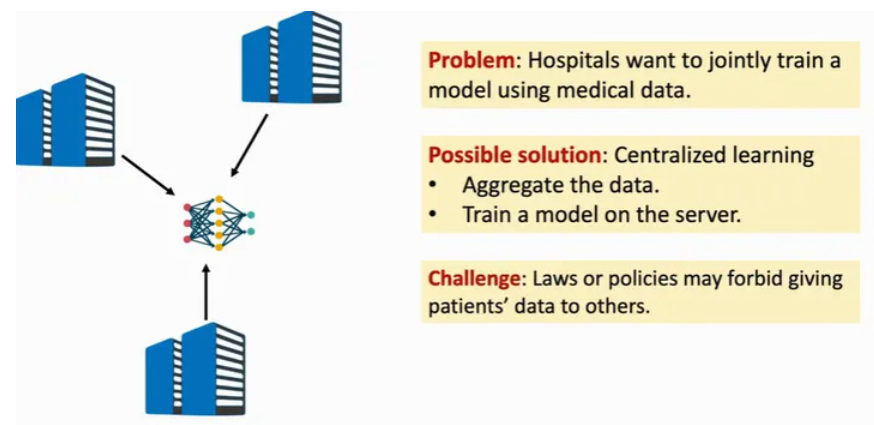 Problem: Hospitals want to jointly train a
model using medical data.
Possible solution: Centralized learning
• Aggregate the data.
• Train a model on the server.
Challenge: Laws or policies may forbid giving
patients’ data to others.